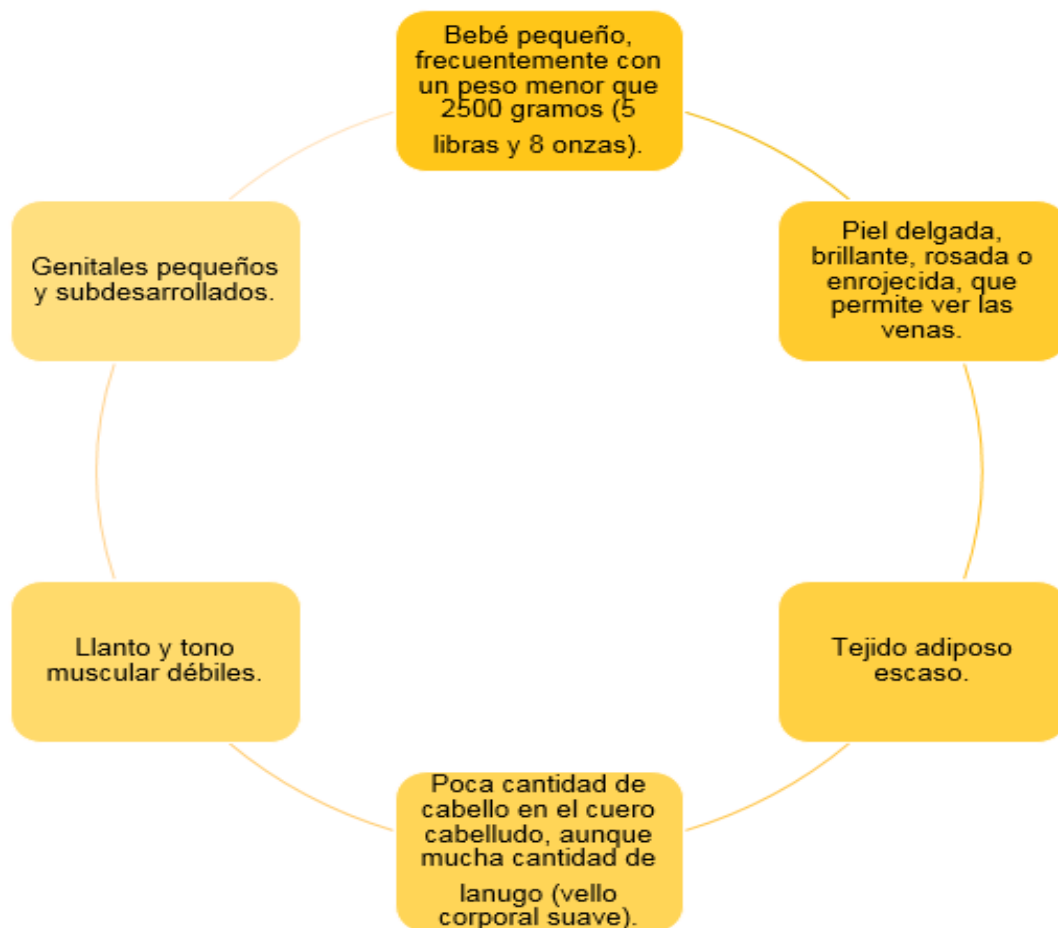 Bebé pequeño,
frecuentemente con
un peso menor que
2500 gramos (5
libras y 8 onzas).
Piel delgada,
brillante, rosada o
enrojecida, que
permite ver las
venas.
Tejido adiposo
escaso.
Poca cantidad de
cabello en el cuero
cabelludo, aunque
mucha cantidad de
lanugo (vello
corporal suave).
Llanto y tono
muscular débiles.
Genitales pequeños
y subdesarrollados.